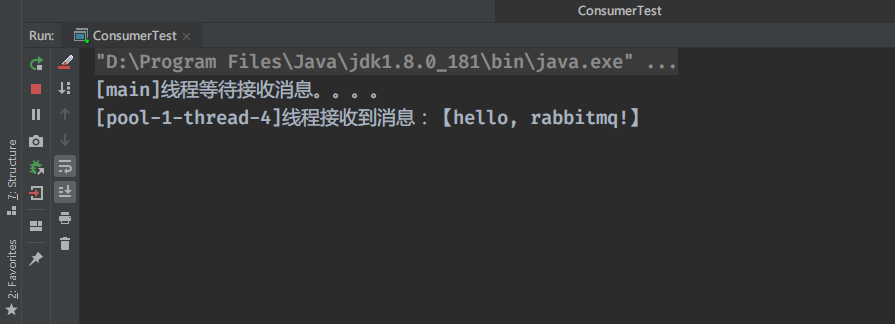 ConsumerTest
Run: ConsumerTest ×
"D:\Program Files\Java\jdk1.8.0_181\bin\java.exe" ...
[main]线程等待接收消息。。。。
[pool-1-thread-4]线程接收到消息：【hello, rabbitmq!】
7: Structure
2: Favorites